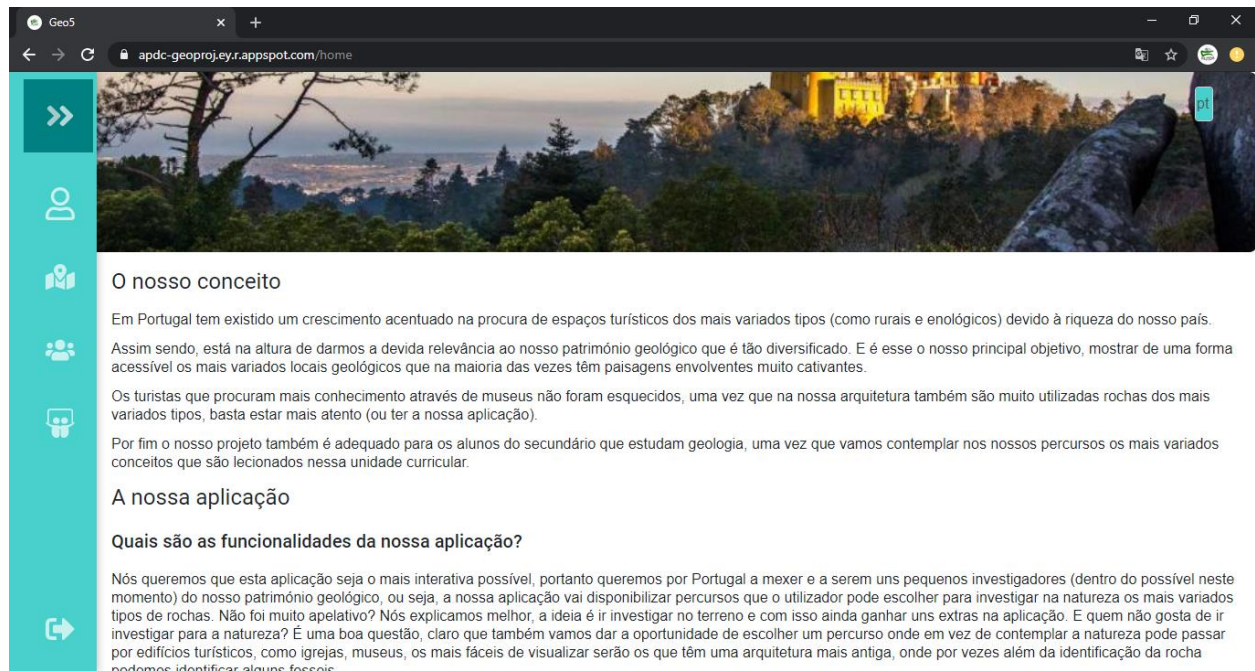 Geo5
apdc-geoproj.ey.r.appspot.com/home
pt
O nosso conceito
Em Portugal tem existido um crescimento acentuado na procura de espaços turísticos dos mais variados tipos (como rurais e enológicos) devido à riqueza do nosso país.
Assim sendo, está na altura de darmos a devida relevância ao nosso património geológico que é tão diversificado. E é esse o nosso principal objetivo, mostrar de uma forma
acessível os mais variados locais geológicos que na maioria das vezes têm paisagens envolventes muito cativantes.
Os turistas que procuram mais conhecimento através de museus não foram esquecidos, uma vez que na nossa arquitetura também são muito utilizadas rochas dos mais
variados tipos, basta estar mais atento (ou ter a nossa aplicação).
Por fim o nosso projeto também é adequado para os alunos do secundário que estudam geologia, uma vez que vamos contemplar nos nossos percursos os mais variados
conceitos que são lecionados nessa unidade curricular.
A nossa aplicação
Quais são as funcionalidades da nossa aplicação?
Nós queremos que esta aplicação seja o mais interativa possível, portanto queremos por Portugal a mexer e a serem uns pequenos investigadores (dentro do possível neste
momento) do nosso património geológico, ou seja, a nossa aplicação vai disponibilizar percursos que o utilizador pode escolher para investigar na natureza os mais variados
tipos de rochas. Não foi muito apelativo? Nós explicamos melhor, a ideia é ir investigar no terreno e com isso ainda ganhar uns extras na aplicação. E quem não gosta de ir
investigar para a natureza? É uma boa questão, claro que também vamos dar a oportunidade de escolher um percurso onde em vez de contemplar a natureza pode passar
por edifícios turísticos, como igrejas, museus, os mais fáceis de visualizar serão os que têm uma arquitetura mais antiga, onde por vezes além da identificação da rocha
podemos identificar alguns fosseis